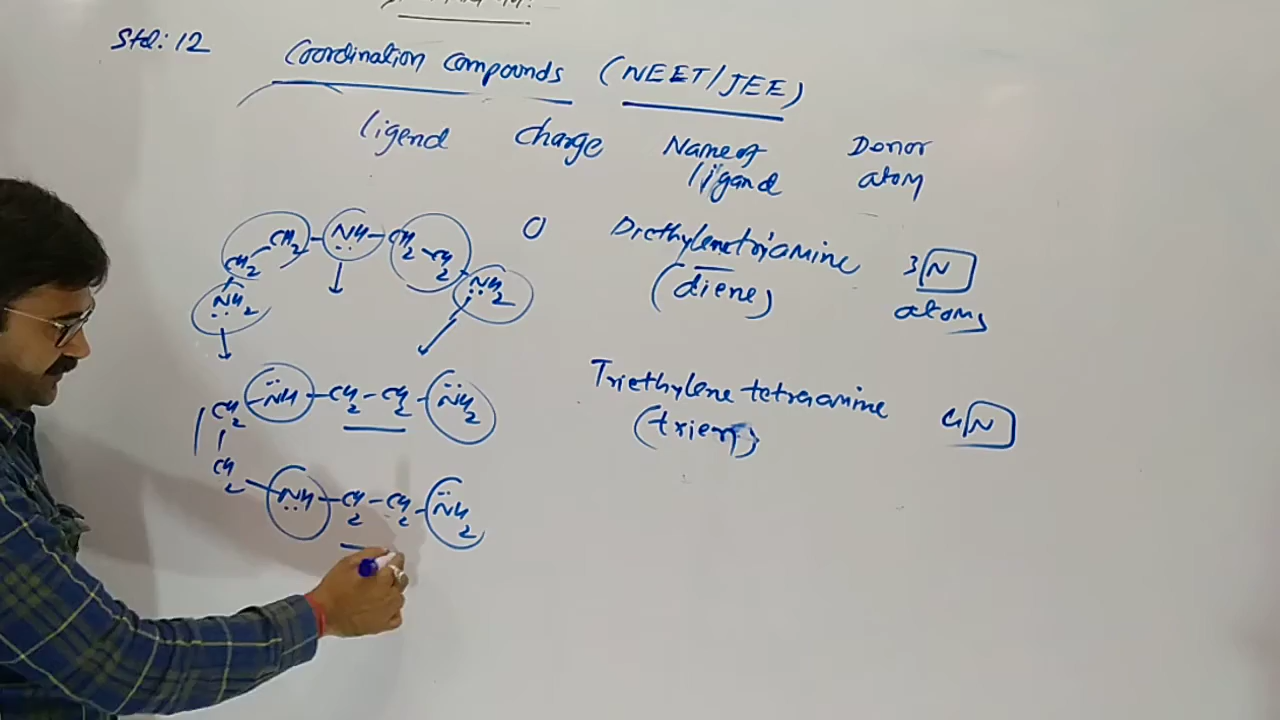 Std: 12
Coordination Compounds (NEET/JEE)
ligend Charge Name of ligand Donor atom
CH2 - CH2 - NH - CH2 - CH2 - NH2
NH2
0
Diethylenetriamine
(diene)
3 N
atoms
CH2 - NH - CH2 - CH2 - NH2
Triethylene tetraamine
(trien)
4 N
CH2 - NH - CH2 - CH2 - NH2